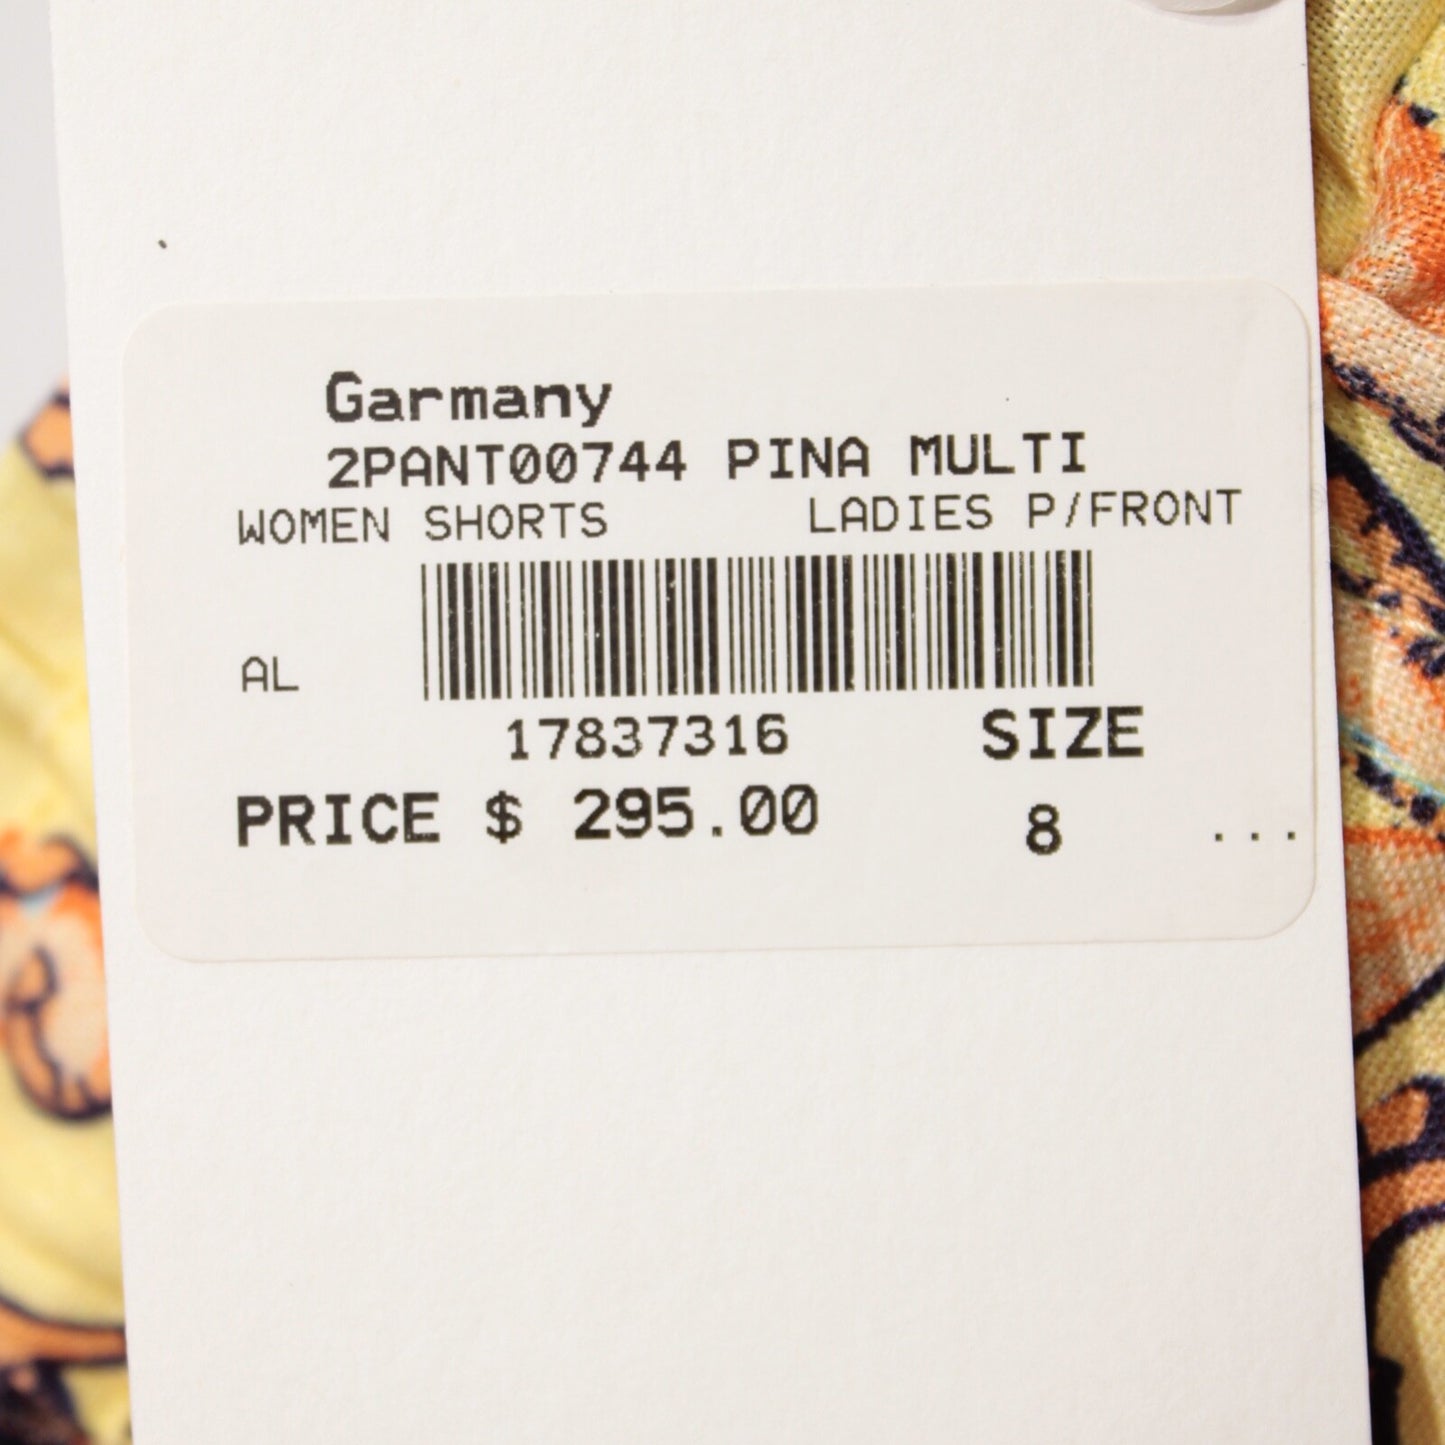 Garmany
2PANT00744 PINA MULTI
WOMEN SHORTS LADIES P/FRONT
AL
17837316 SIZE
PRICE $ 295.00 8 ...